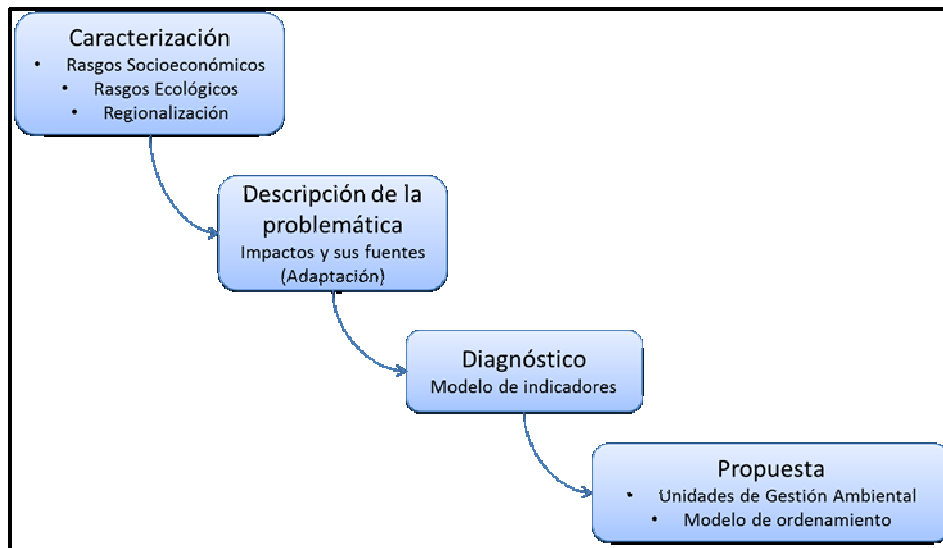 Caracterización
• Rasgos Socioeconómicos
• Rasgos Ecológicos
• Regionalización
Descripción de la
problemática
Impactos y sus fuentes
(Adaptación)
Diagnóstico
Modelo de indicadores
Propuesta
• Unidades de Gestión Ambiental
• Modelo de ordenamiento